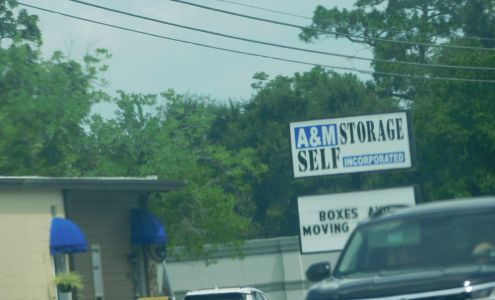 A&M STORAGE
SELF INCORPORATED
BOXES
MOVING